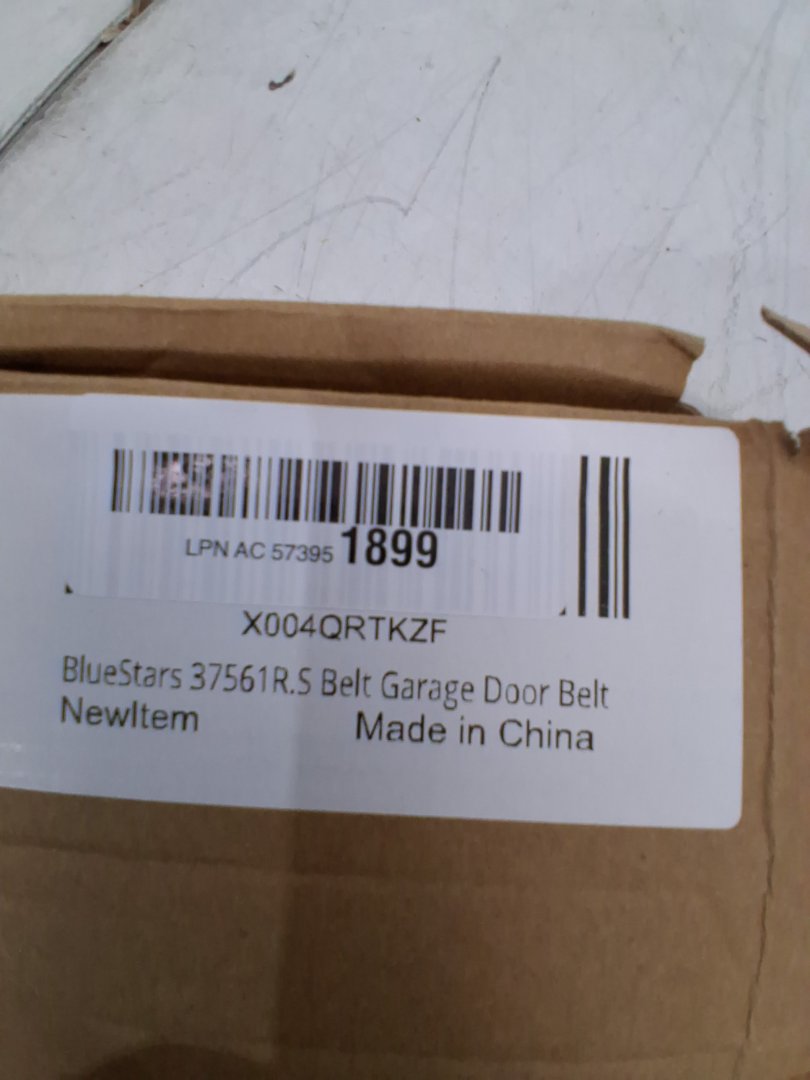 LPN AC 57395 1899
X004QRTKZF
BlueStars 37561R.S Belt Garage Door Belt
NewItem Made in China